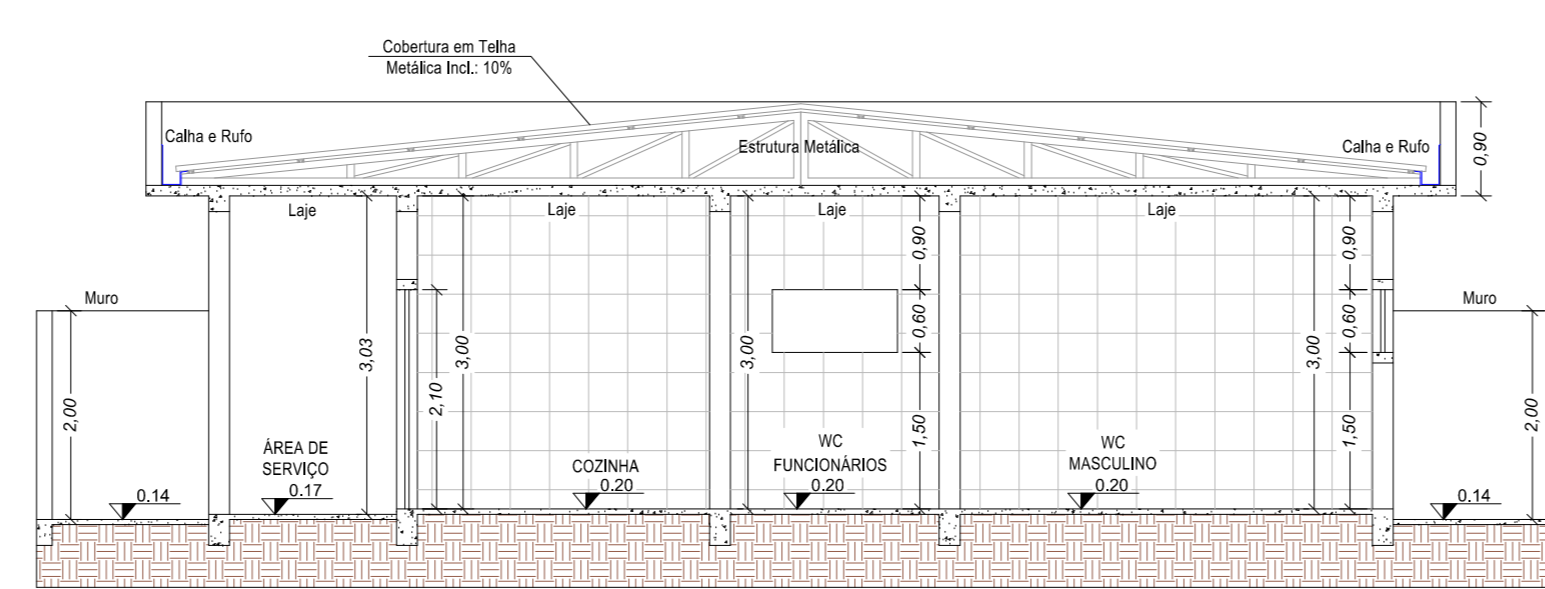 Cobertura em Telha
Metálica Incl.: 10%
Calha e Rufo
Estrutura Metálica
Calha e Rufo
0,90
Laje
Laje
Laje
Laje
Muro
2,00
3,03
2,10
3,00
3,00
0,90
0,60
1,50
3,00
0,90
0,60
1,50
Muro
2,00
ÁREA DE
SERVIÇO
COZINHA
WC
FUNCIONÁRIOS
WC
MASCULINO
0.14
0.17
0.20
0.20
0.20
0.14